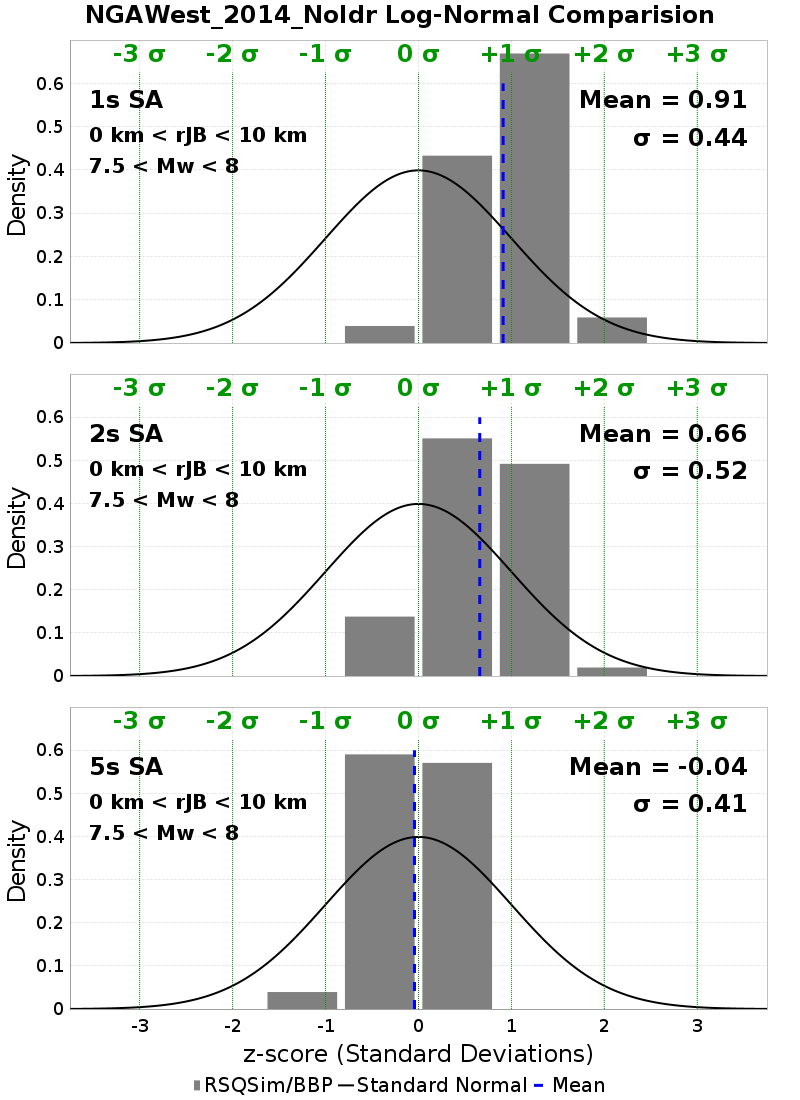 NGAWest_2014_NoIdr Log-Normal Comparision
-3 σ -2 σ -1 σ 0 σ +1 σ +2 σ +3 σ
1s SA
Mean = 0.91
0 km < rJB < 10 km
σ = 0.44
7.5 < Mw < 8
0.6
0.5
0.4
0.3
0.2
0.1
0
Density
-3 σ -2 σ -1 σ 0 σ +1 σ +2 σ +3 σ
2s SA
Mean = 0.66
0 km < rJB < 10 km
σ = 0.52
7.5 < Mw < 8
0.6
0.5
0.4
0.3
0.2
0.1
0
Density
-3 σ -2 σ -1 σ 0 σ +1 σ +2 σ +3 σ
5s SA
Mean = -0.04
0 km < rJB < 10 km
σ = 0.41
7.5 < Mw < 8
0.6
0.5
0.4
0.3
0.2
0.1
0
Density
-3 -2 -1 0 1 2 3
z-score (Standard Deviations)
RSQSim/BBP Standard Normal Mean